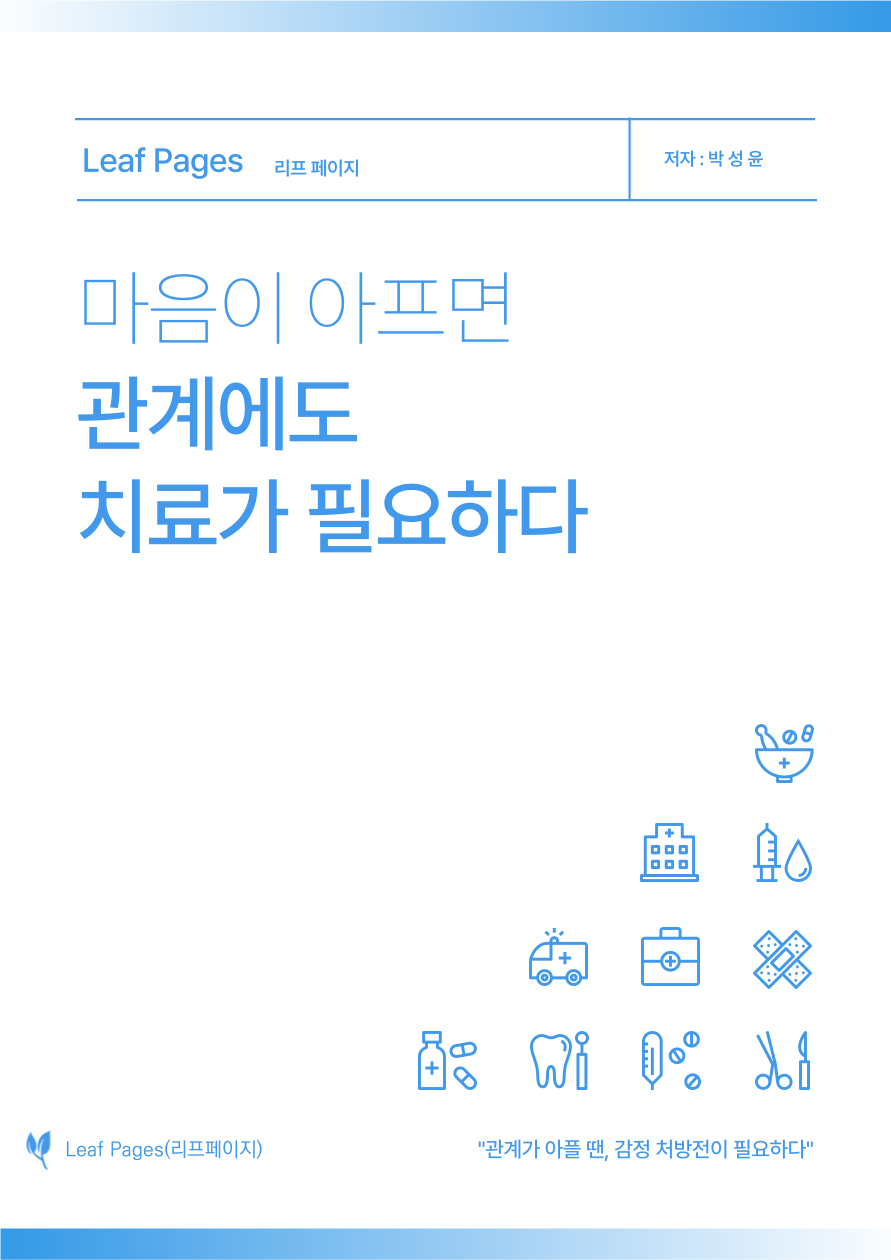 Leaf Pages 리프 페이지 저자 : 박 성 윤
마음이 아프면
관계에도
치료가 필요하다
Leaf Pages(리프페이지) "관계가 아플 땐, 감정 처방전이 필요하다"